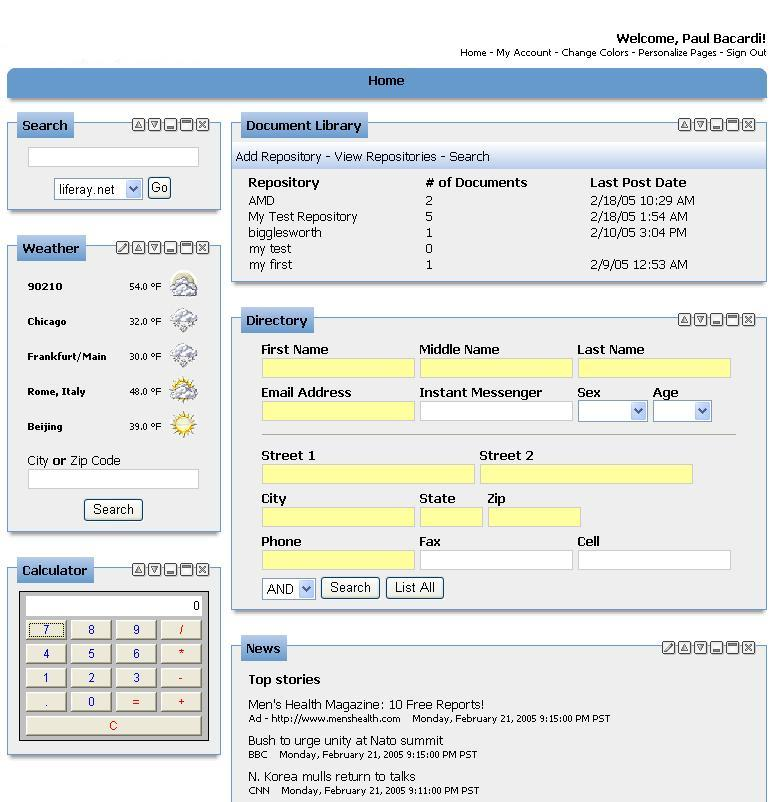 Welcome, Paul Bacardi!
Home - My Account - Change Colors - Personalize Pages - Sign Out
Home
Search
liferay.net Go
Weather
90210 54.0 °F
Chicago 32.0 °F
Frankfurt/Main 30.0 °F
Rome, Italy 48.0 °F
Beijing 39.0 °F
City or Zip Code
Search
Calculator
0
7 8 9 /
4 5 6 *
1 2 3 -
. 0 = +
C
Document Library
Add Repository - View Repositories - Search
Repository # of Documents Last Post Date
AMD 2 2/18/05 10:29 AM
My Test Repository 5 2/18/05 1:54 AM
bigglesworth 1 2/10/05 3:04 PM
my test 0
my first 1 2/9/05 12:53 AM
Directory
First Name Middle Name Last Name
Email Address Instant Messenger Sex Age
Street 1 Street 2
City State Zip
Phone Fax Cell
AND Search List All
News
Top stories
Men's Health Magazine: 10 Free Reports!
Ad - http://www.menshealth.com Monday, February 21, 2005 9:15:00 PM PST
Bush to urge unity at Nato summit
BBC Monday, February 21, 2005 9:15:00 PM PST
N. Korea mulls return to talks
CNN Monday, February 21, 2005 9:11:00 PM PST